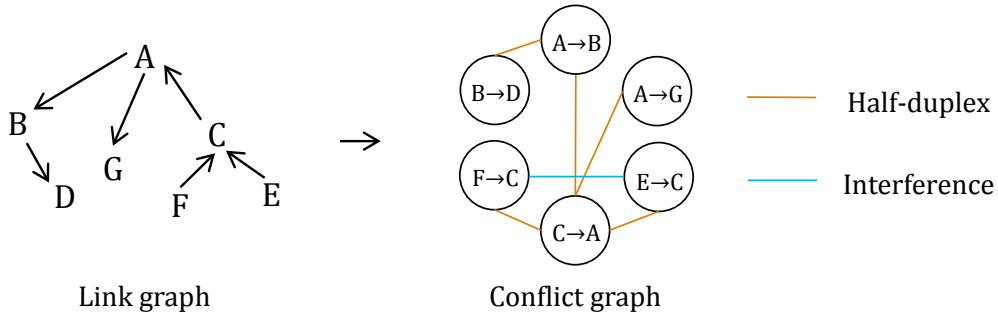 A
B
G
C
D
F
E
Link graph
A→B
B→D
A→G
F→C
E→C
C→A
Conflict graph
Half-duplex
Interference